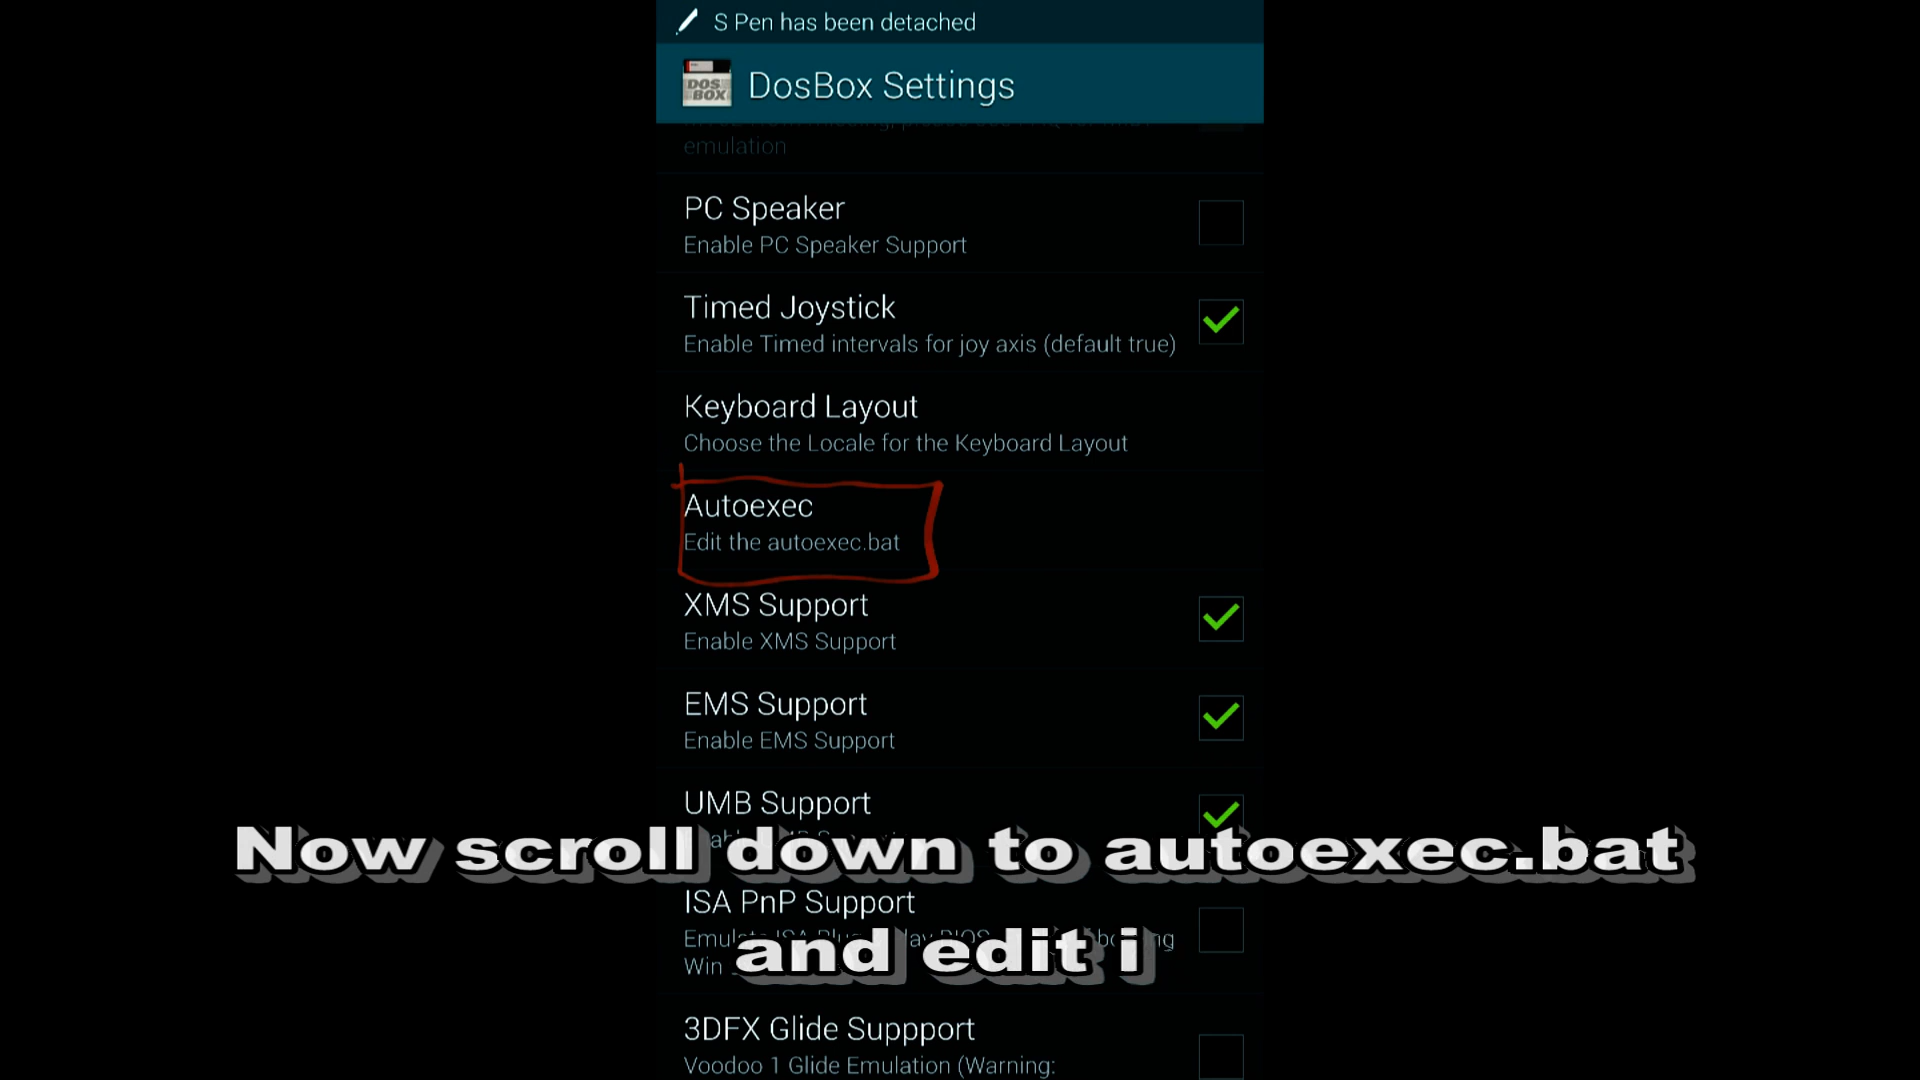 S Pen has been detached
DOS
BOX
DosBox Settings
emulation
PC Speaker
Enable PC Speaker Support
Timed Joystick
Enable Timed intervals for joy axis (default true)
Keyboard Layout
Choose the Locale for the Keyboard Layout
Autoexec
Edit the autoexec.bat
XMS Support
Enable XMS Support
EMS Support
Enable EMS Support
UMB Support
Now scroll down to autoexec.bat
ISA PnP Support
and edit i
Win
3DFX Glide Suppport
Voodoo 1 Glide Emulation (Warning: